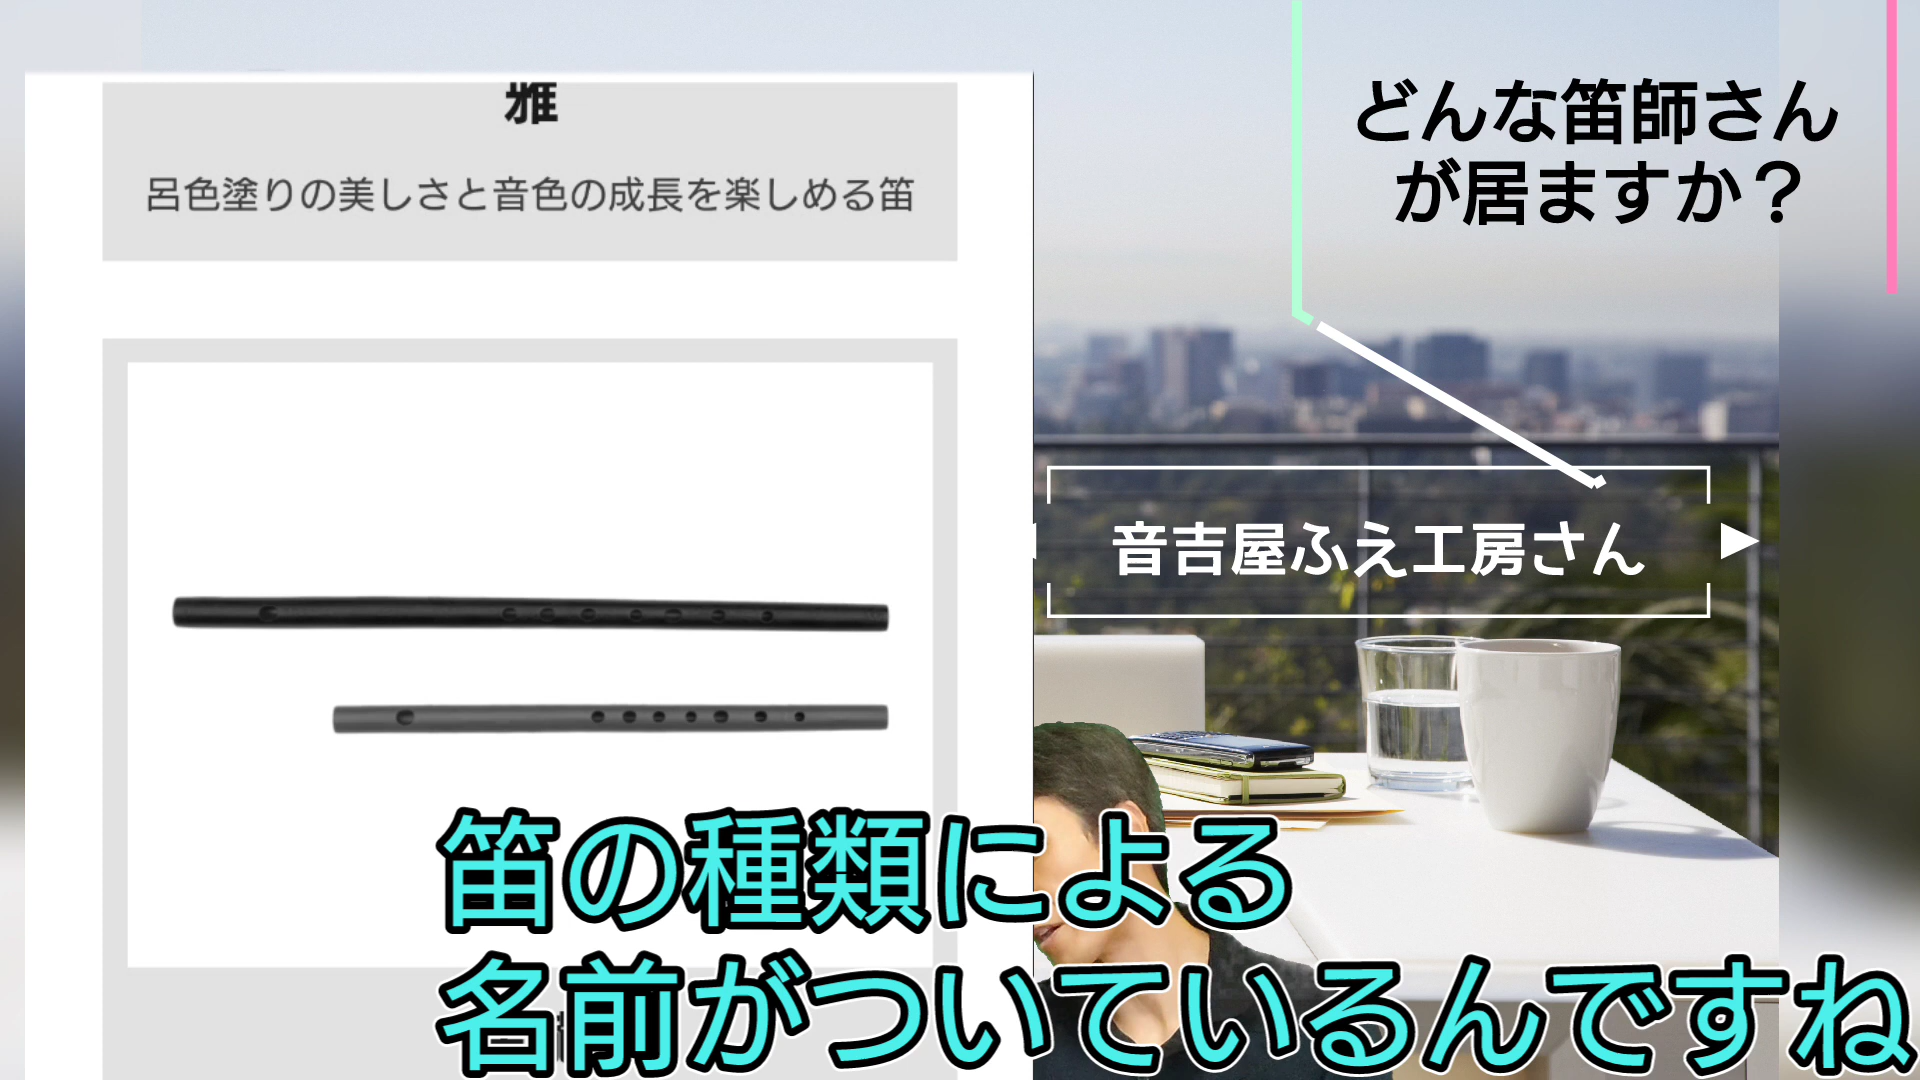 雅
呂色塗りの美しさと音色の成長を楽しめる笛
どんな笛師さん
が居ますか？
音吉屋ふえ工房さん
笛の種類による
名前がついているんですね